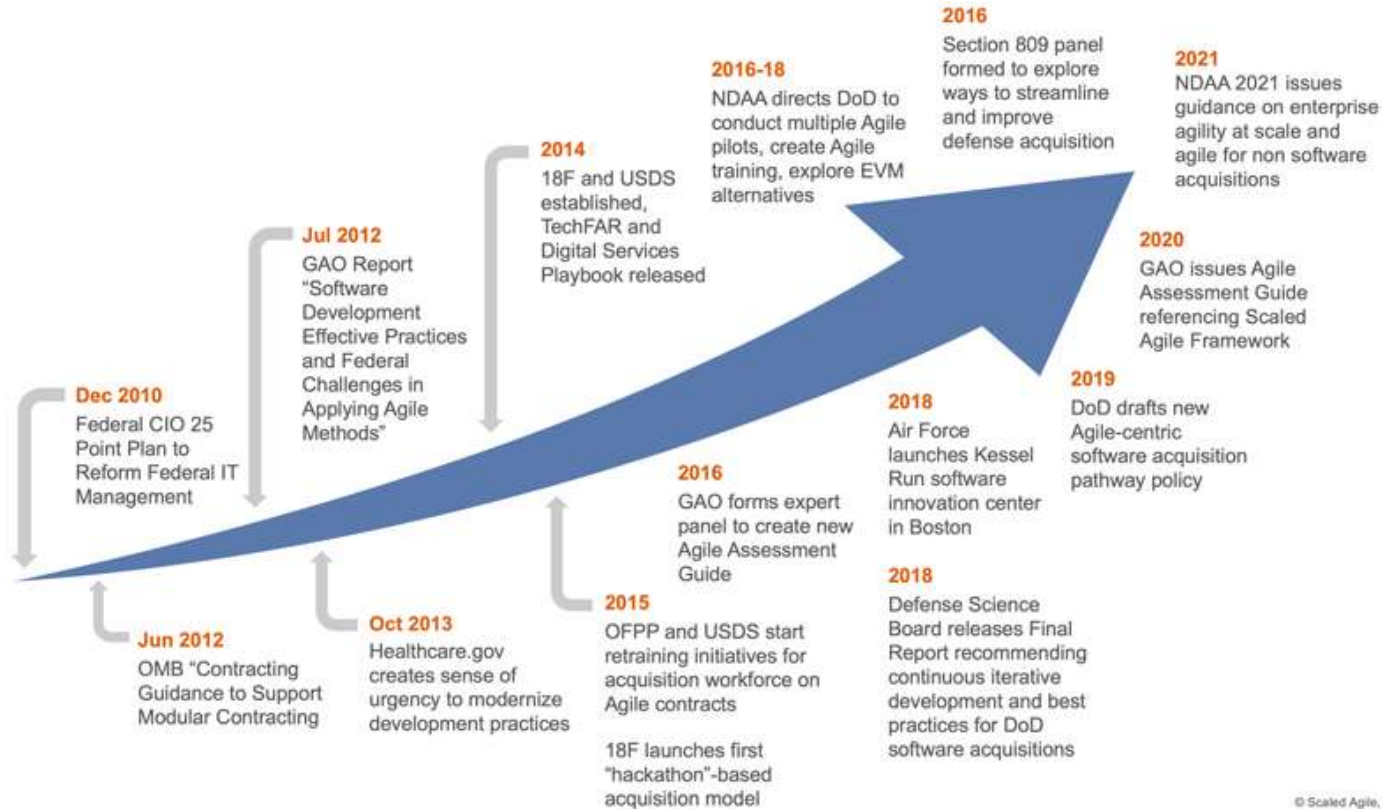 Dec 2010
Federal CIO 25
Point Plan to
Reform Federal IT
Management
Jun 2012
OMB “Contracting
Guidance to Support
Modular Contracting
Jul 2012
GAO Report
“Software
Development
Effective Practices
and Federal
Challenges in
Applying Agile
Methods”
Oct 2013
Healthcare.gov
creates sense of
urgency to modernize
development practices
2014
18F and USDS
established,
TechFAR and
Digital Services
Playbook released
2015
OFPP and USDS start
retraining initiatives for
acquisition workforce on
Agile contracts
18F launches first
“hackathon”-based
acquisition model
2016
GAO forms expert
panel to create new
Agile Assessment
Guide
2016-18
NDAA directs DoD to
conduct multiple Agile
pilots, create Agile
training, explore EVM
alternatives
2016
Section 809 panel
formed to explore
ways to streamline
and improve
defense acquisition
2018
Air Force
launches Kessel
Run software
innovation center
in Boston
2018
Defense Science
Board releases Final
Report recommending
continuous iterative
development and best
practices for DoD
software acquisitions
2019
DoD drafts new
Agile-centric
software acquisition
pathway policy
2020
GAO issues Agile
Assessment Guide
referencing Scaled
Agile Framework
2021
NDAA 2021 issues
guidance on enterprise
agility at scale and
agile for non software
acquisitions
© Scaled Agile,